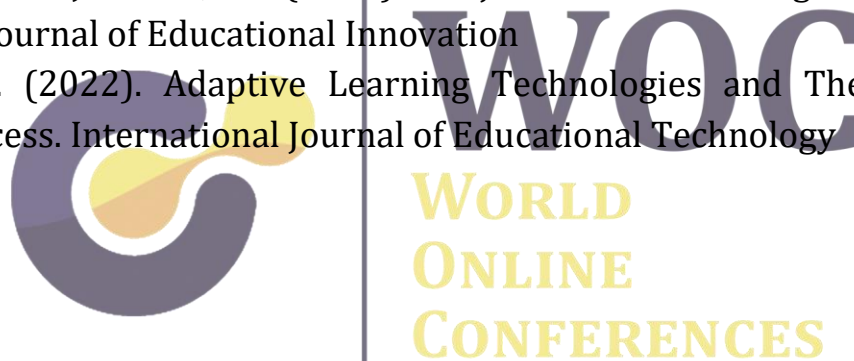 ournal of Educational Innovation
(2022). Adaptive Learning Technologies and The
cess. International Journal of Educational Technology
WOC
WORLD
ONLINE
CONFERENCES